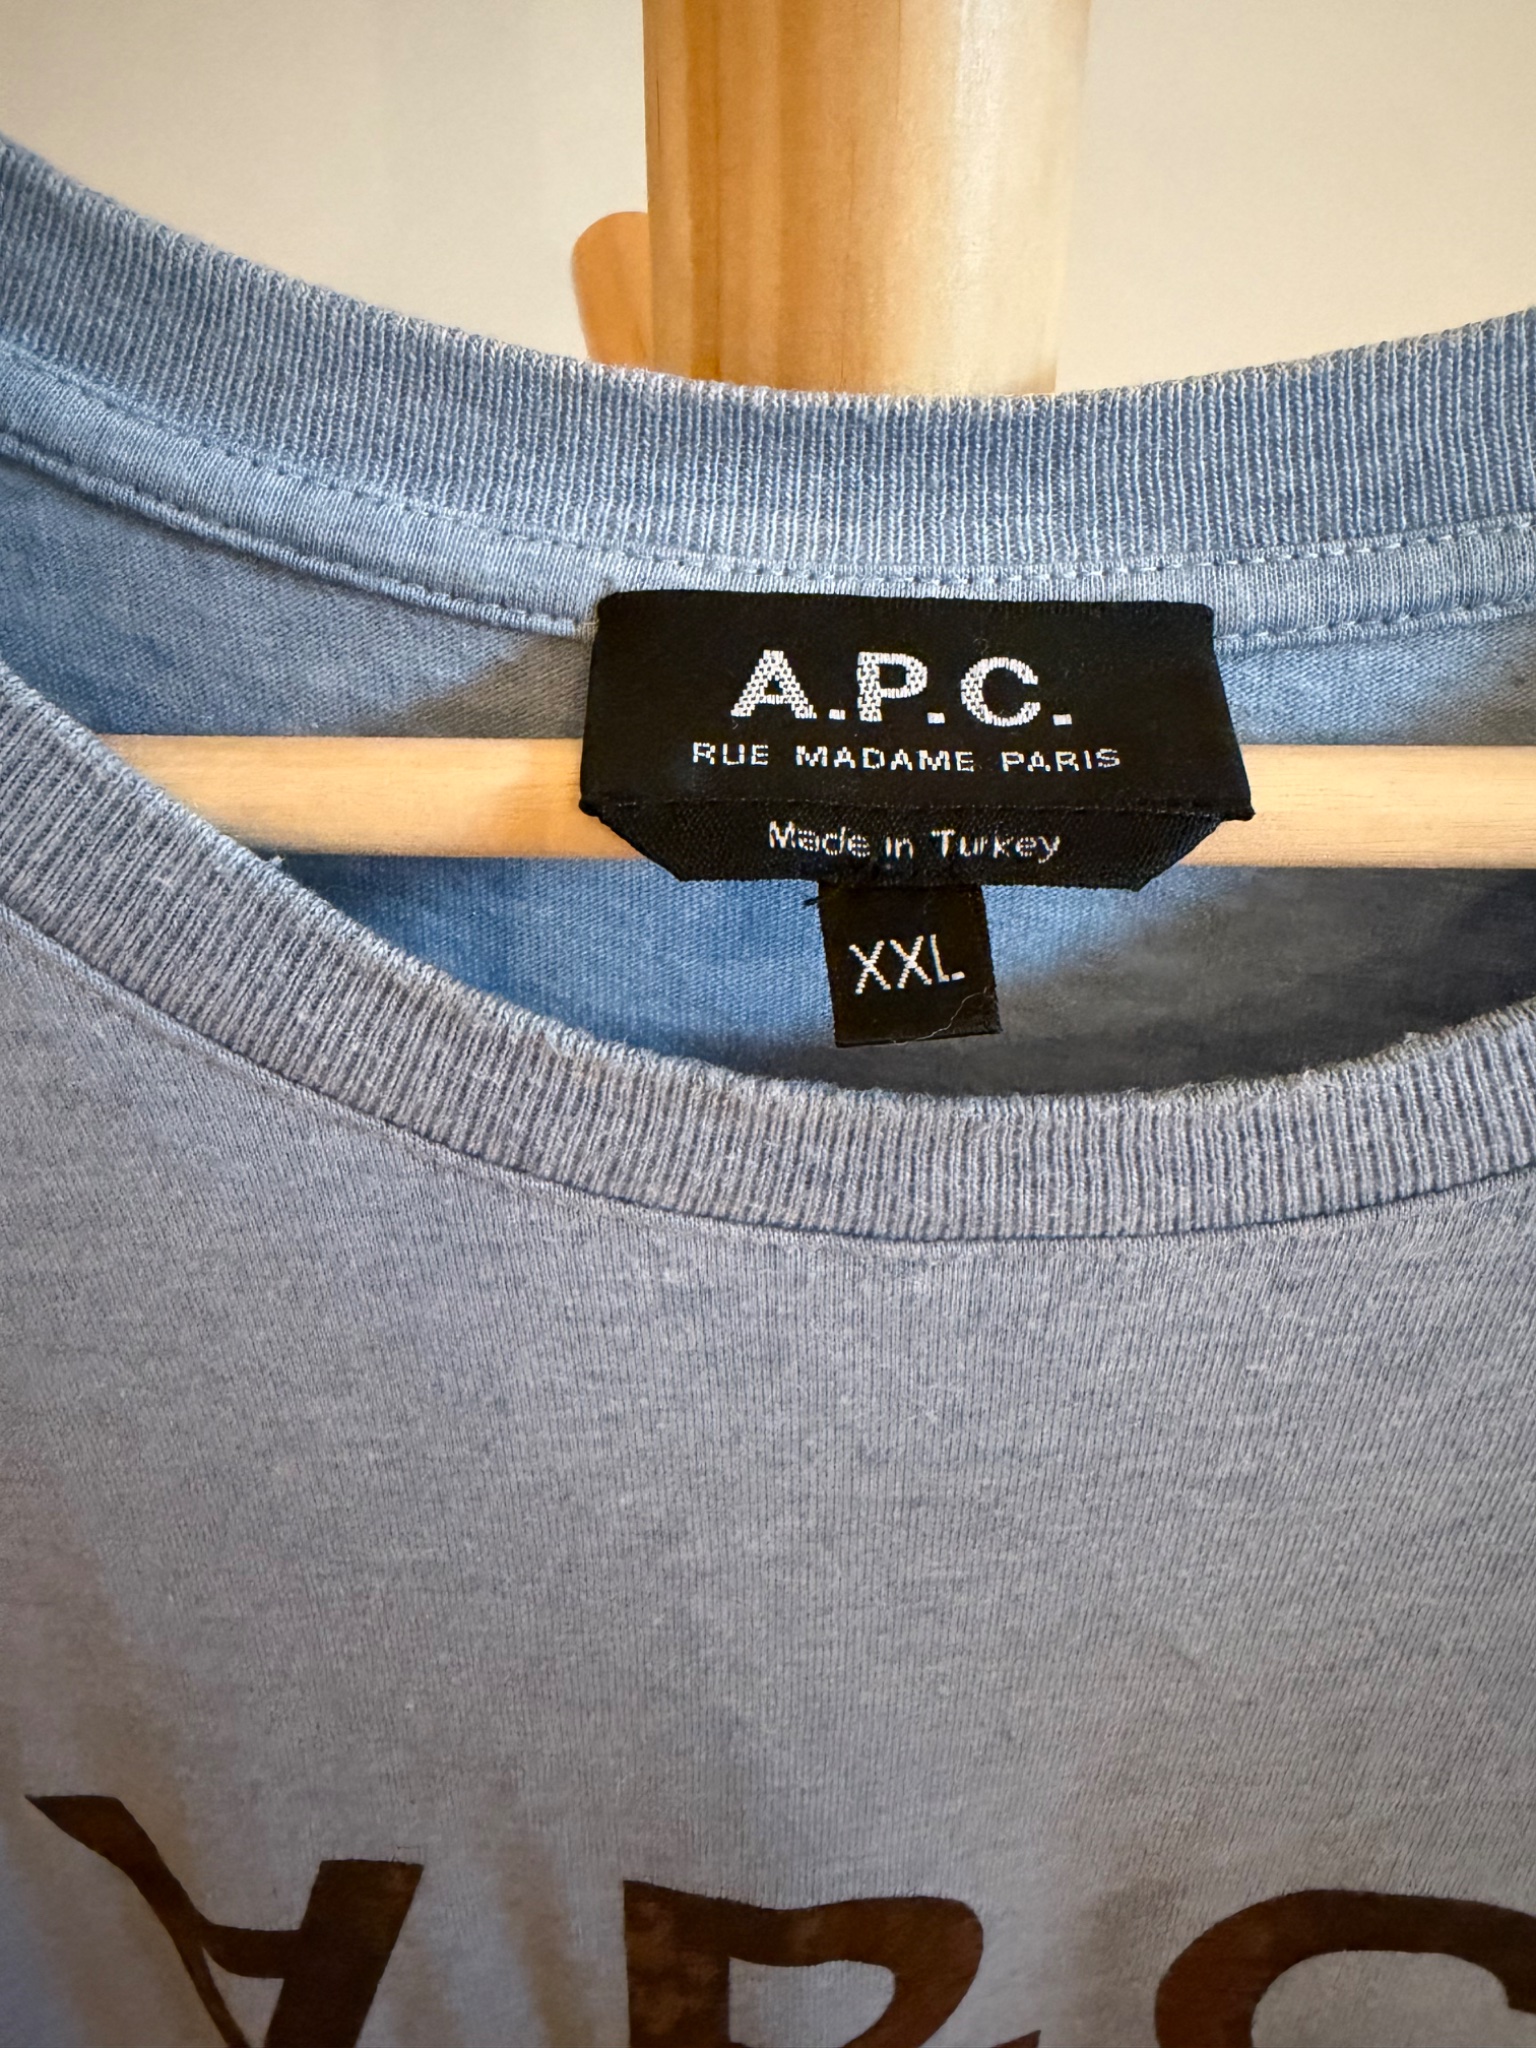 A.P.C.
RUE MADAME PARIS
Made in Turkey
XXL